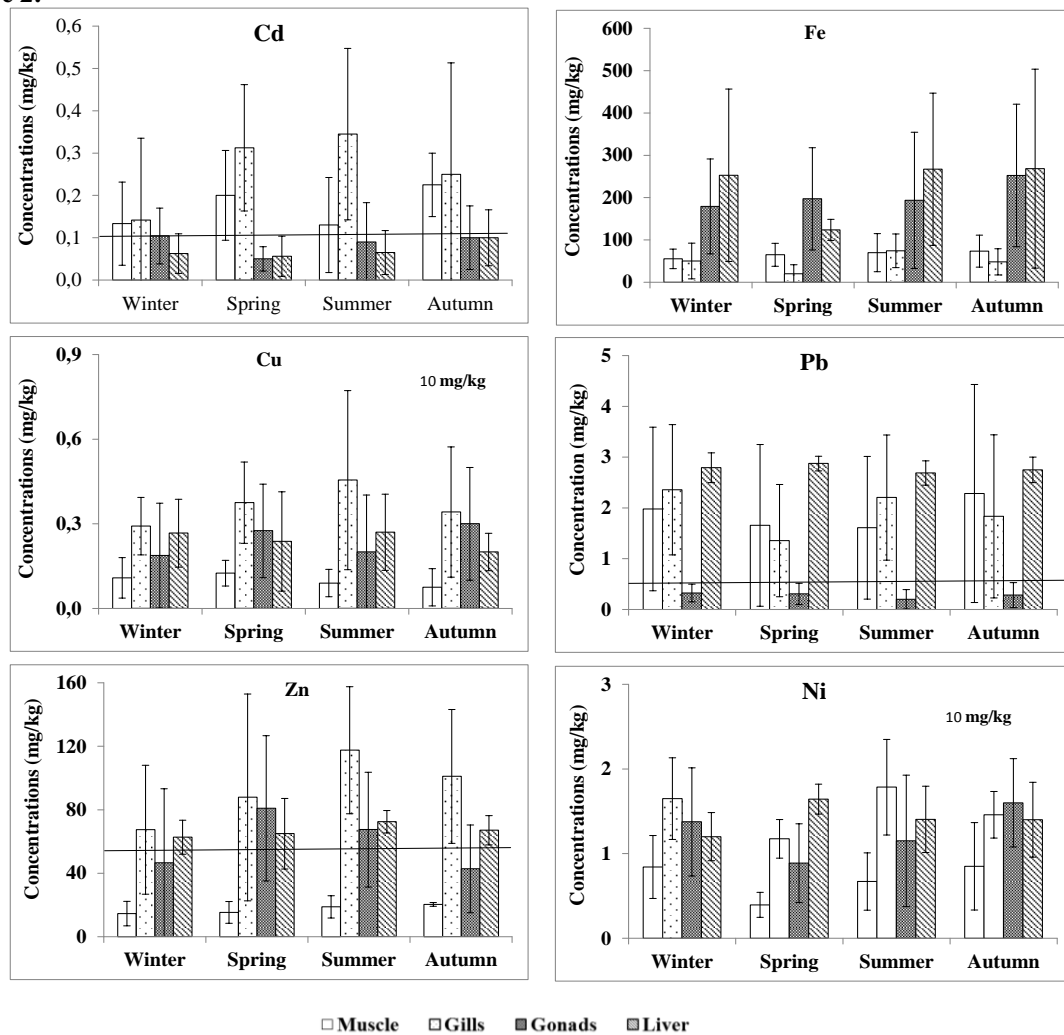 Cd
Concentrations (mg/kg)
0,6
0,5
0,4
0,3
0,2
0,1
0,0
Winter Spring Summer Autumn
Fe
Concentrations (mg/kg)
600
500
400
300
200
100
0
Winter Spring Summer Autumn
Cu
10 mg/kg
Concentrations (mg/kg)
0,9
0,6
0,3
0,0
Winter Spring Summer Autumn
Pb
Concentration (mg/kg)
5
4
3
2
1
0
Winter Spring Summer Autumn
Zn
Concentrations (mg/kg)
160
120
80
40
0
Winter Spring Summer Autumn
Ni
10 mg/kg
Concentrations (mg/kg)
3
2
1
0
Winter Spring Summer Autumn
Muscle Gills Gonads Liver